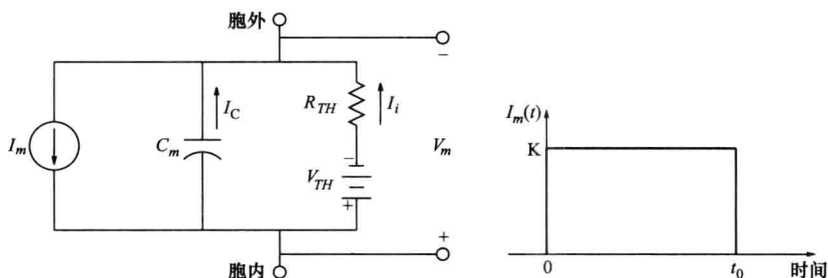 胞外
−
I_C
R_TH
I_i
I_m
C_m
−
V_TH
+
V_m
+
胞内
I_m(t)
K
0
t_0
时间